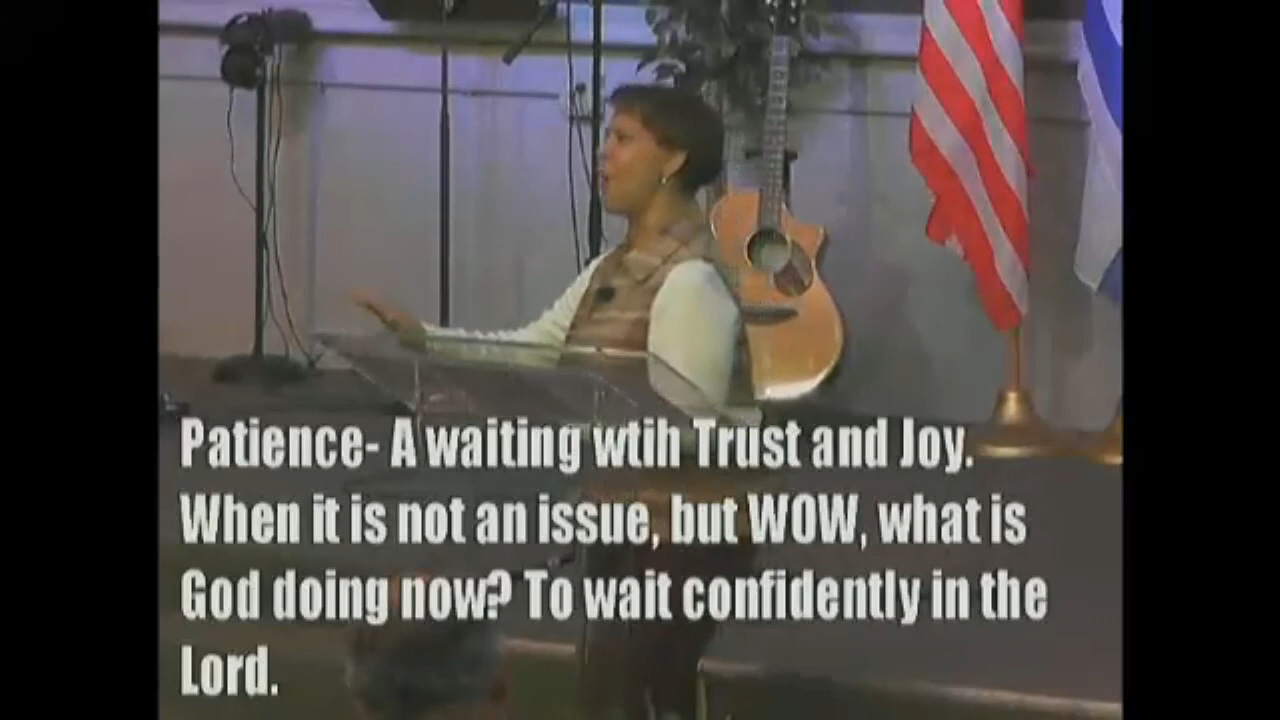 Patience- A waiting wtih Trust and Joy.
When it is not an issue, but WOW, what is
God doing now? To wait confidently in the
Lord.